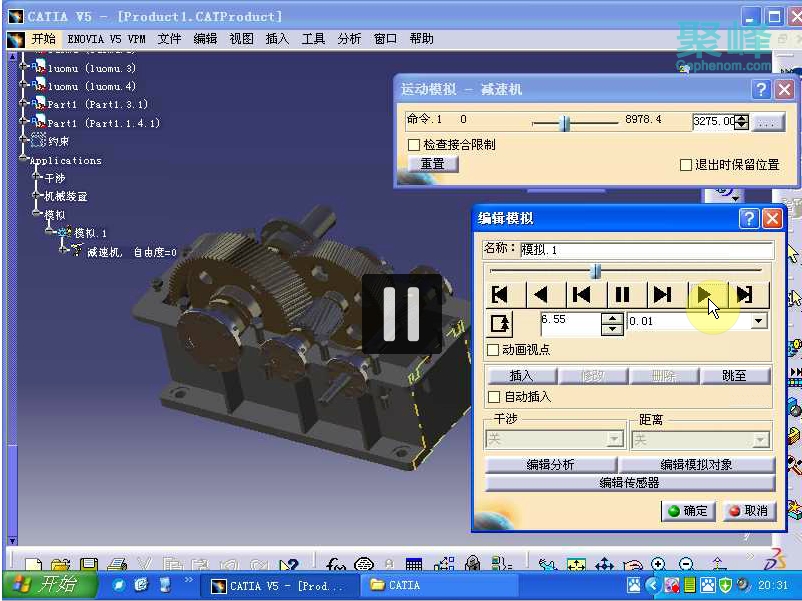 CATIA V5 - [Product1.CATProduct]
开始 ENOVIA V5 VPM 文件 编辑 视图 插入 工具 分析 窗口 帮助
聚峰
Gophenom.com
luomu (luomu.3)
luomu (luomu.4)
Part1 (Part1.3.1)
Part1 (Part1.1.4.1)
约束
Applications
干涉
机械装置
模拟
模拟.1
减速机, 自由度=0
运动模拟 - 减速机
命令.1 0 8978.4 3275.00 ...
检查接合限制
重置
退出时保留位置
编辑模拟
名称: 模拟.1
6.55 0.01
动画视点
插入 修改 删除 跳至
自动插入
干涉 距离
关 关
编辑分析 编辑模拟对象
编辑传感器
确定 取消
开始 CATIA V5 - [Prod... CATIA 20:31